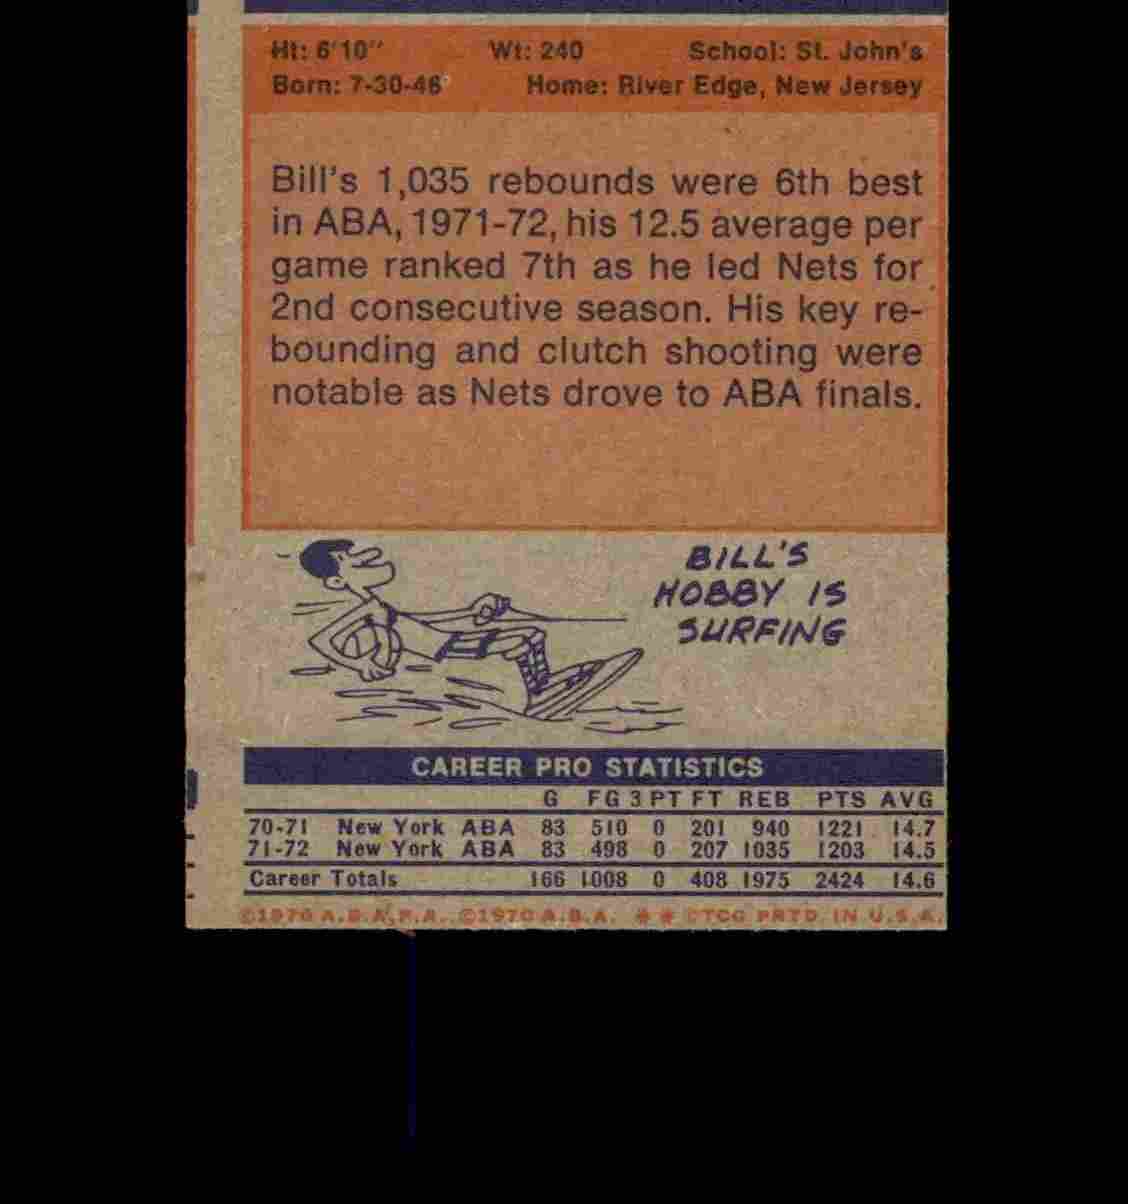 Ht: 6'10" Wt: 240 School: St. John's
Born: 7-30-46 Home: River Edge, New Jersey
Bill's 1,035 rebounds were 6th best
in ABA, 1971-72, his 12.5 average per
game ranked 7th as he led Nets for
2nd consecutive season. His key re-
bounding and clutch shooting were
notable as Nets drove to ABA finals.
BILL'S
HOBBY IS
SURFING
CAREER PRO STATISTICS
G FG 3 PT FT REB PTS AVG
70-71 New York ABA 83 510 0 201 940 1221 14.7
71-72 New York ABA 83 498 0 207 1035 1203 14.5
Career Totals 166 1008 0 408 1975 2424 14.6
©1970 A.B.A.P.A. ©1970 A.B.A. ** ©TCG PRTD. IN U.S.A.